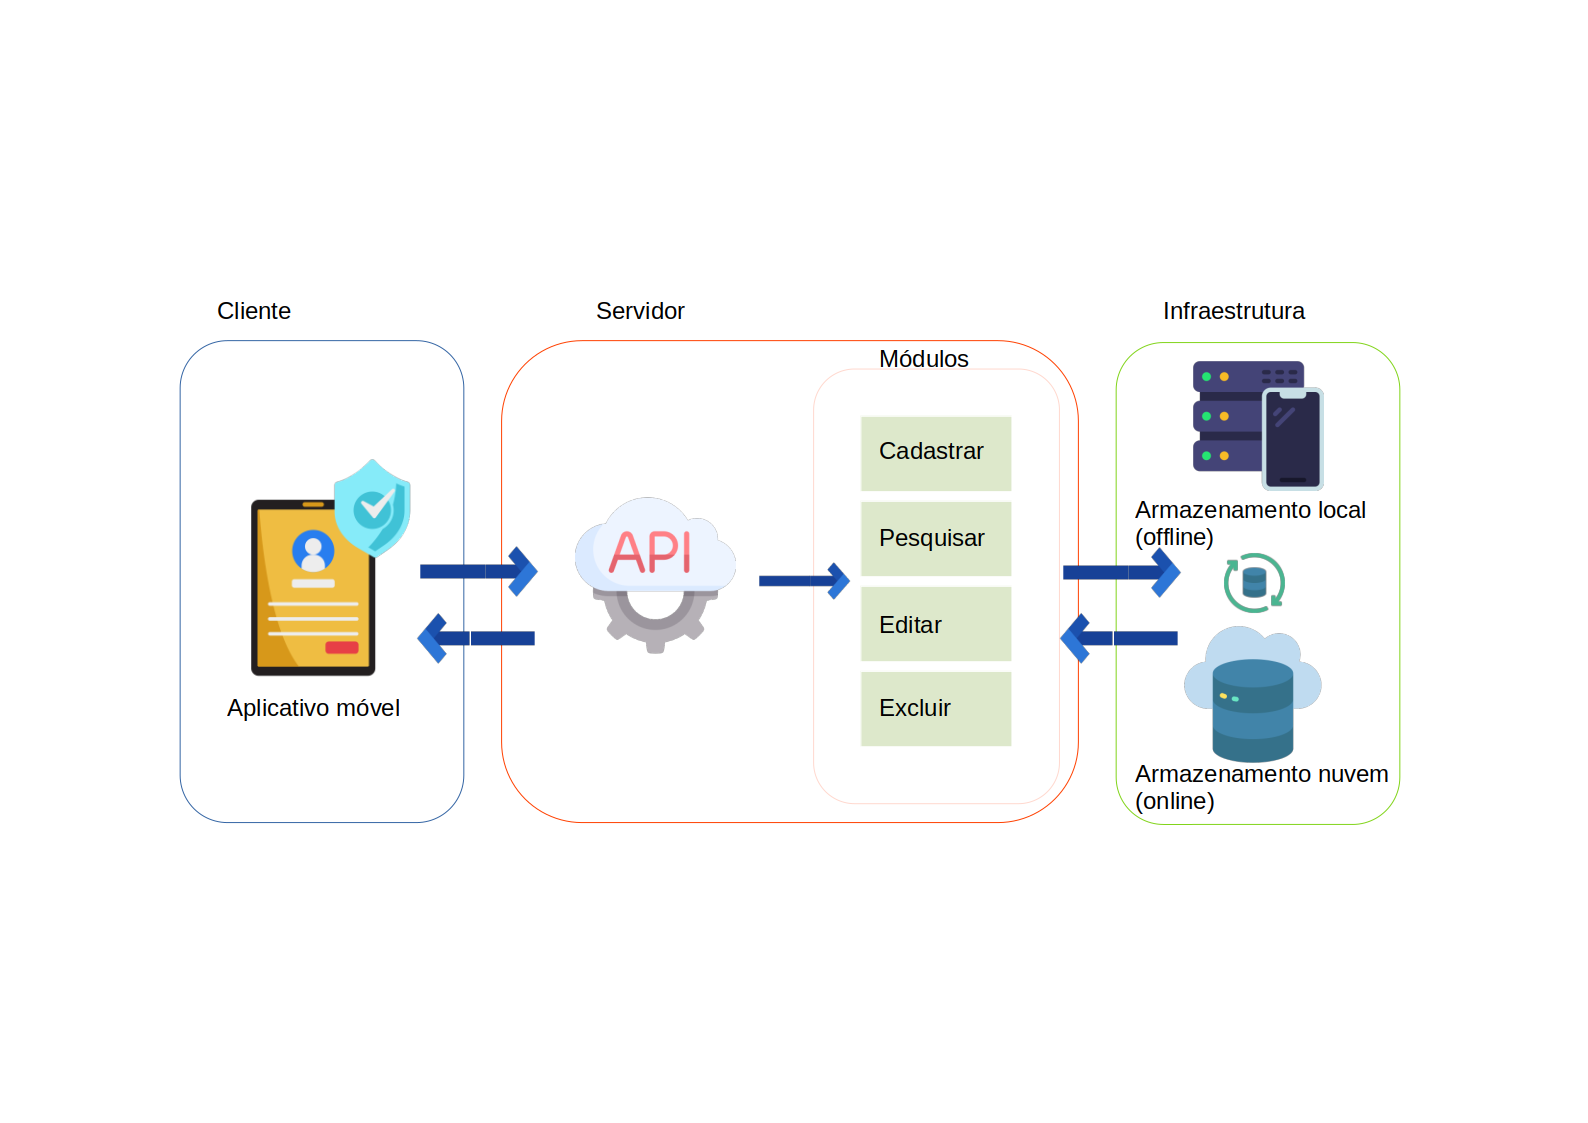 Cliente
Servidor
Infraestrutura
Módulos
Cadastrar
Pesquisar
Editar
Excluir
API
Aplicativo móvel
Armazenamento local
(offline)
Armazenamento nuvem
(online)